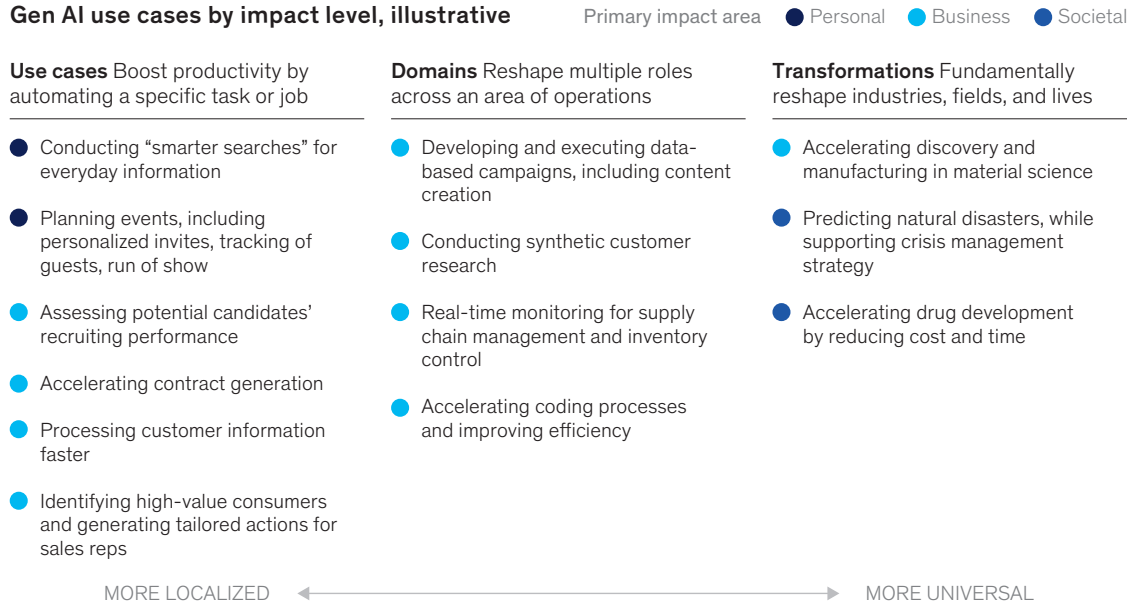 Gen AI use cases by impact level, illustrative
Primary impact area Personal Business Societal
Use cases Boost productivity by
automating a specific task or job
Conducting “smarter searches” for
everyday information
Planning events, including
personalized invites, tracking of
guests, run of show
Assessing potential candidates’
recruiting performance
Accelerating contract generation
Processing customer information
faster
Identifying high-value consumers
and generating tailored actions for
sales reps
Domains Reshape multiple roles
across an area of operations
Developing and executing data-
based campaigns, including content
creation
Conducting synthetic customer
research
Real-time monitoring for supply
chain management and inventory
control
Accelerating coding processes
and improving efficiency
Transformations Fundamentally
reshape industries, fields, and lives
Accelerating discovery and
manufacturing in material science
Predicting natural disasters, while
supporting crisis management
strategy
Accelerating drug development
by reducing cost and time
MORE LOCALIZED
MORE UNIVERSAL